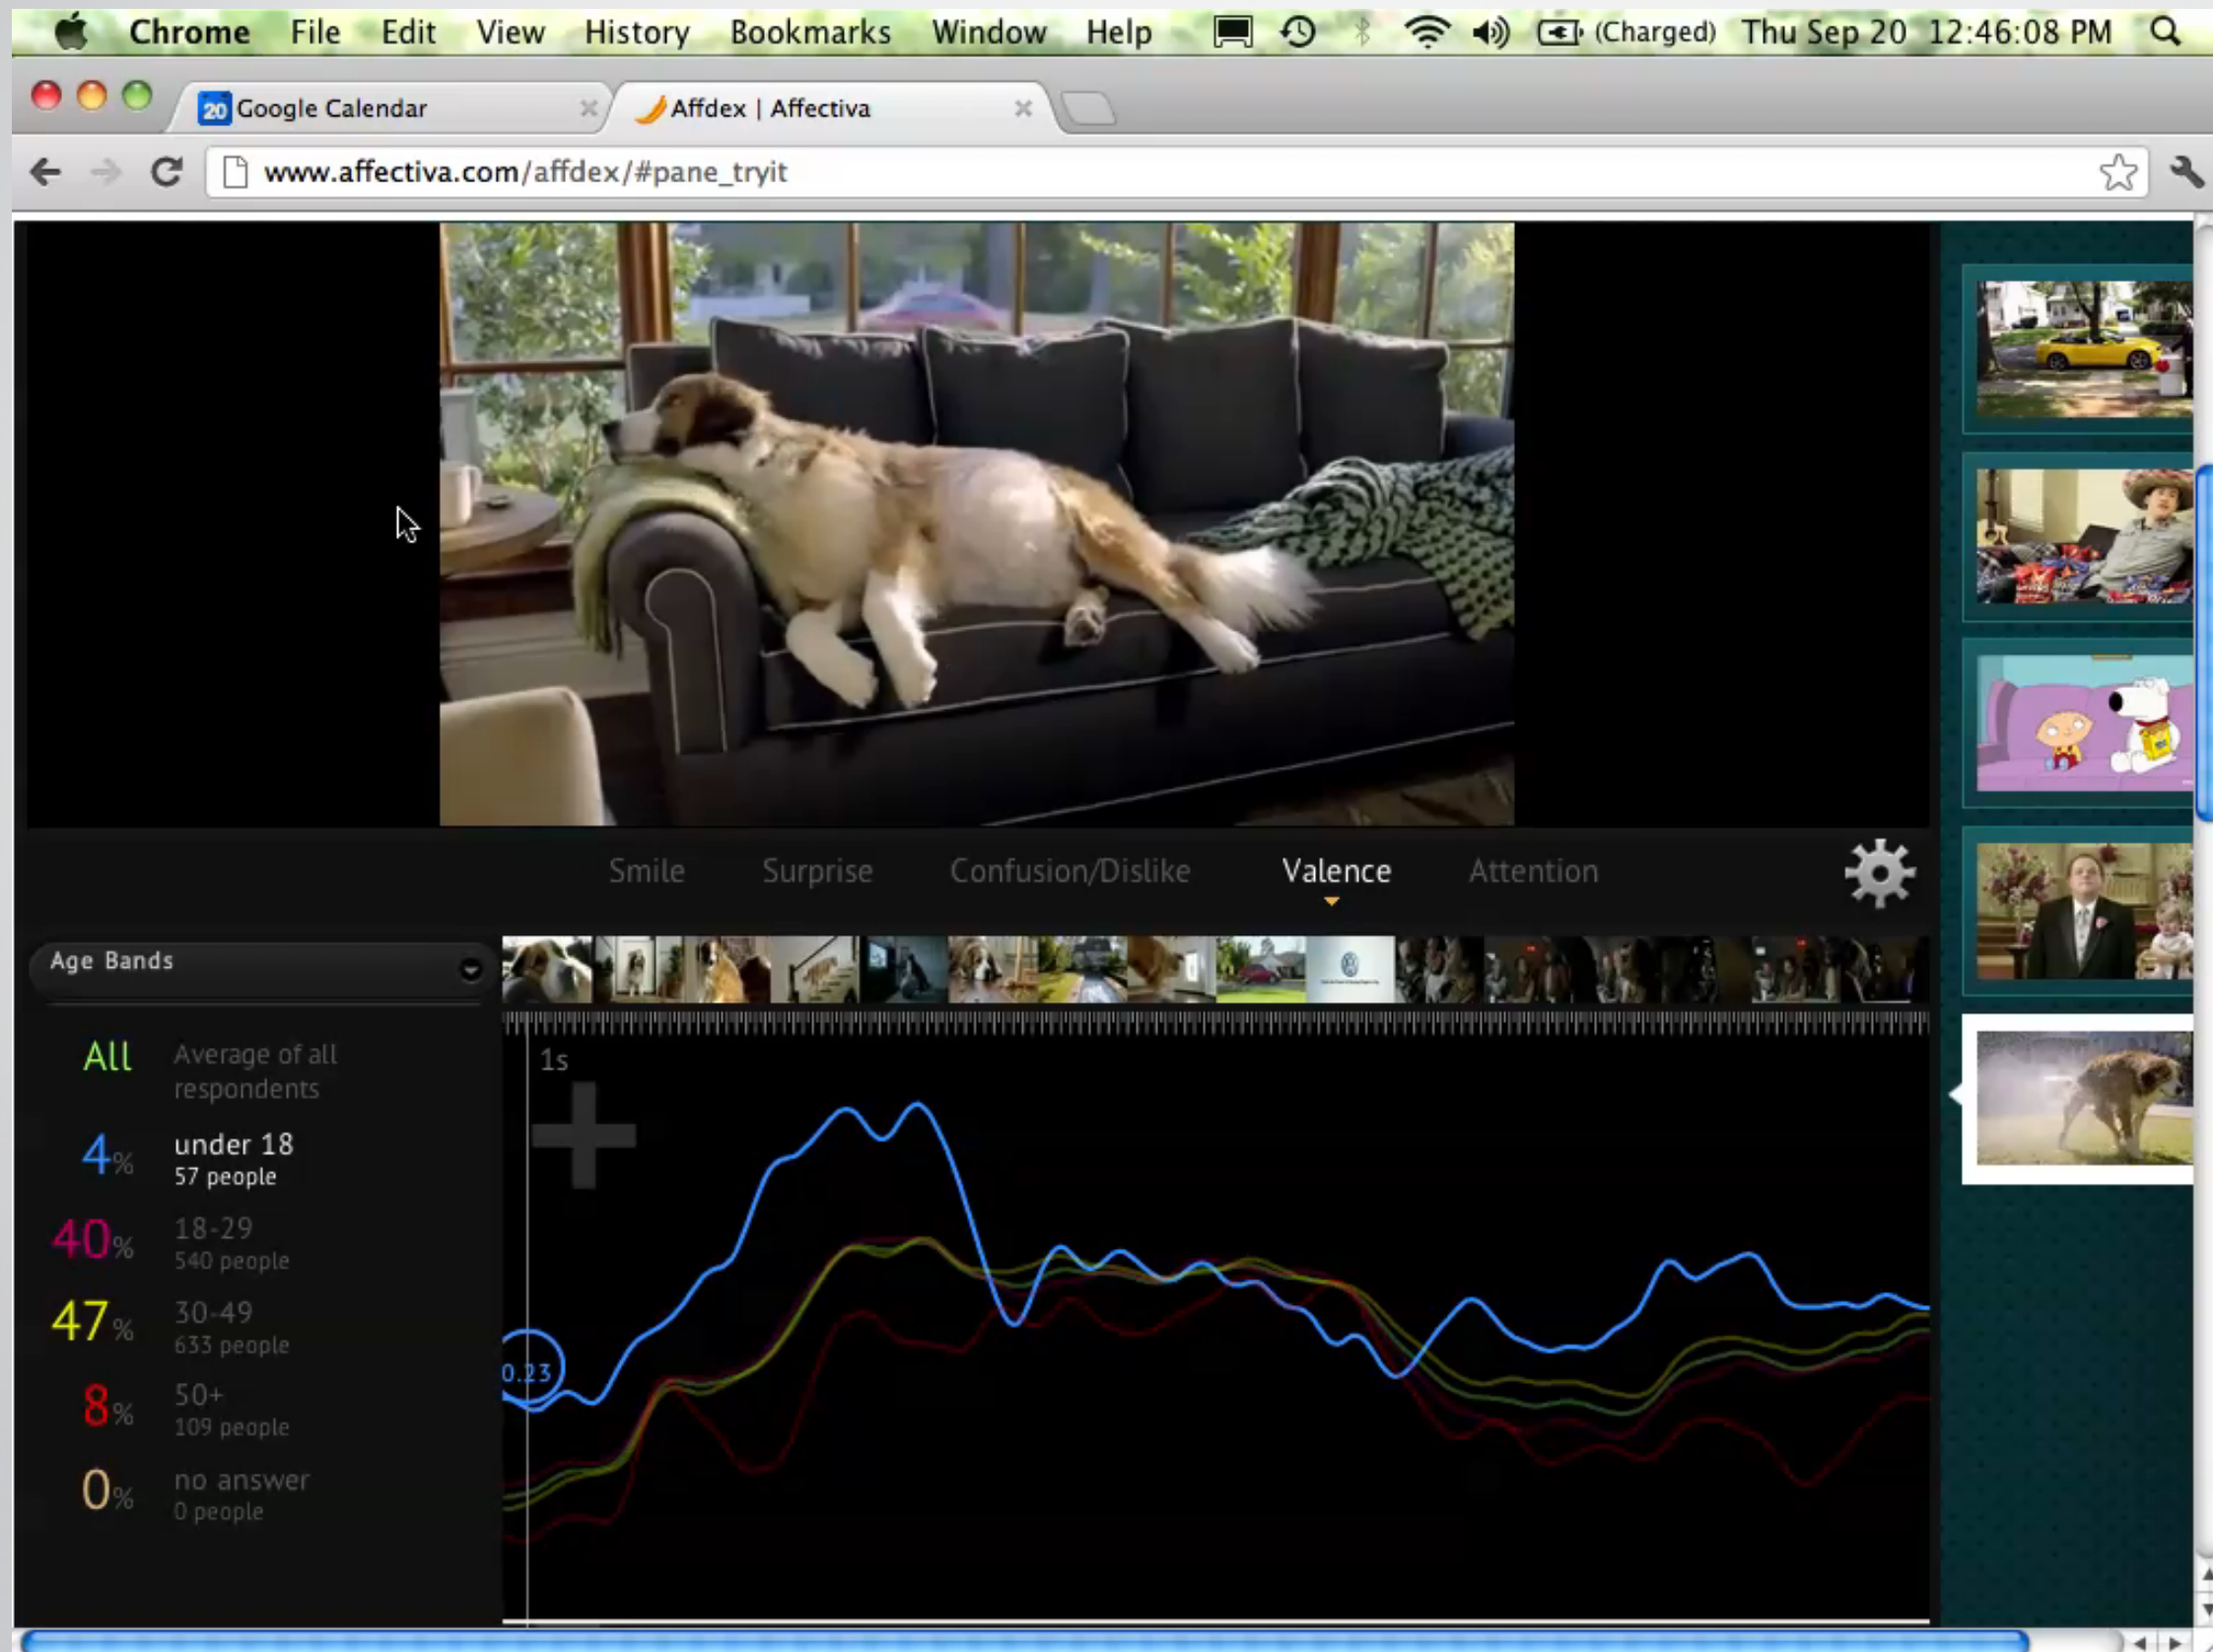 Chrome File Edit View History Bookmarks Window Help (Charged) Thu Sep 20 12:46:08 PM
20 Google Calendar Affdex | Affectiva
www.affectiva.com/affdex/#pane_tryit
Smile Surprise Confusion/Dislike Valence Attention
Age Bands
1s
All Average of all
respondents
4% under 18
57 people
40% 18-29
540 people
47% 30-49
633 people
0.23
8% 50+
109 people
0% no answer
0 people